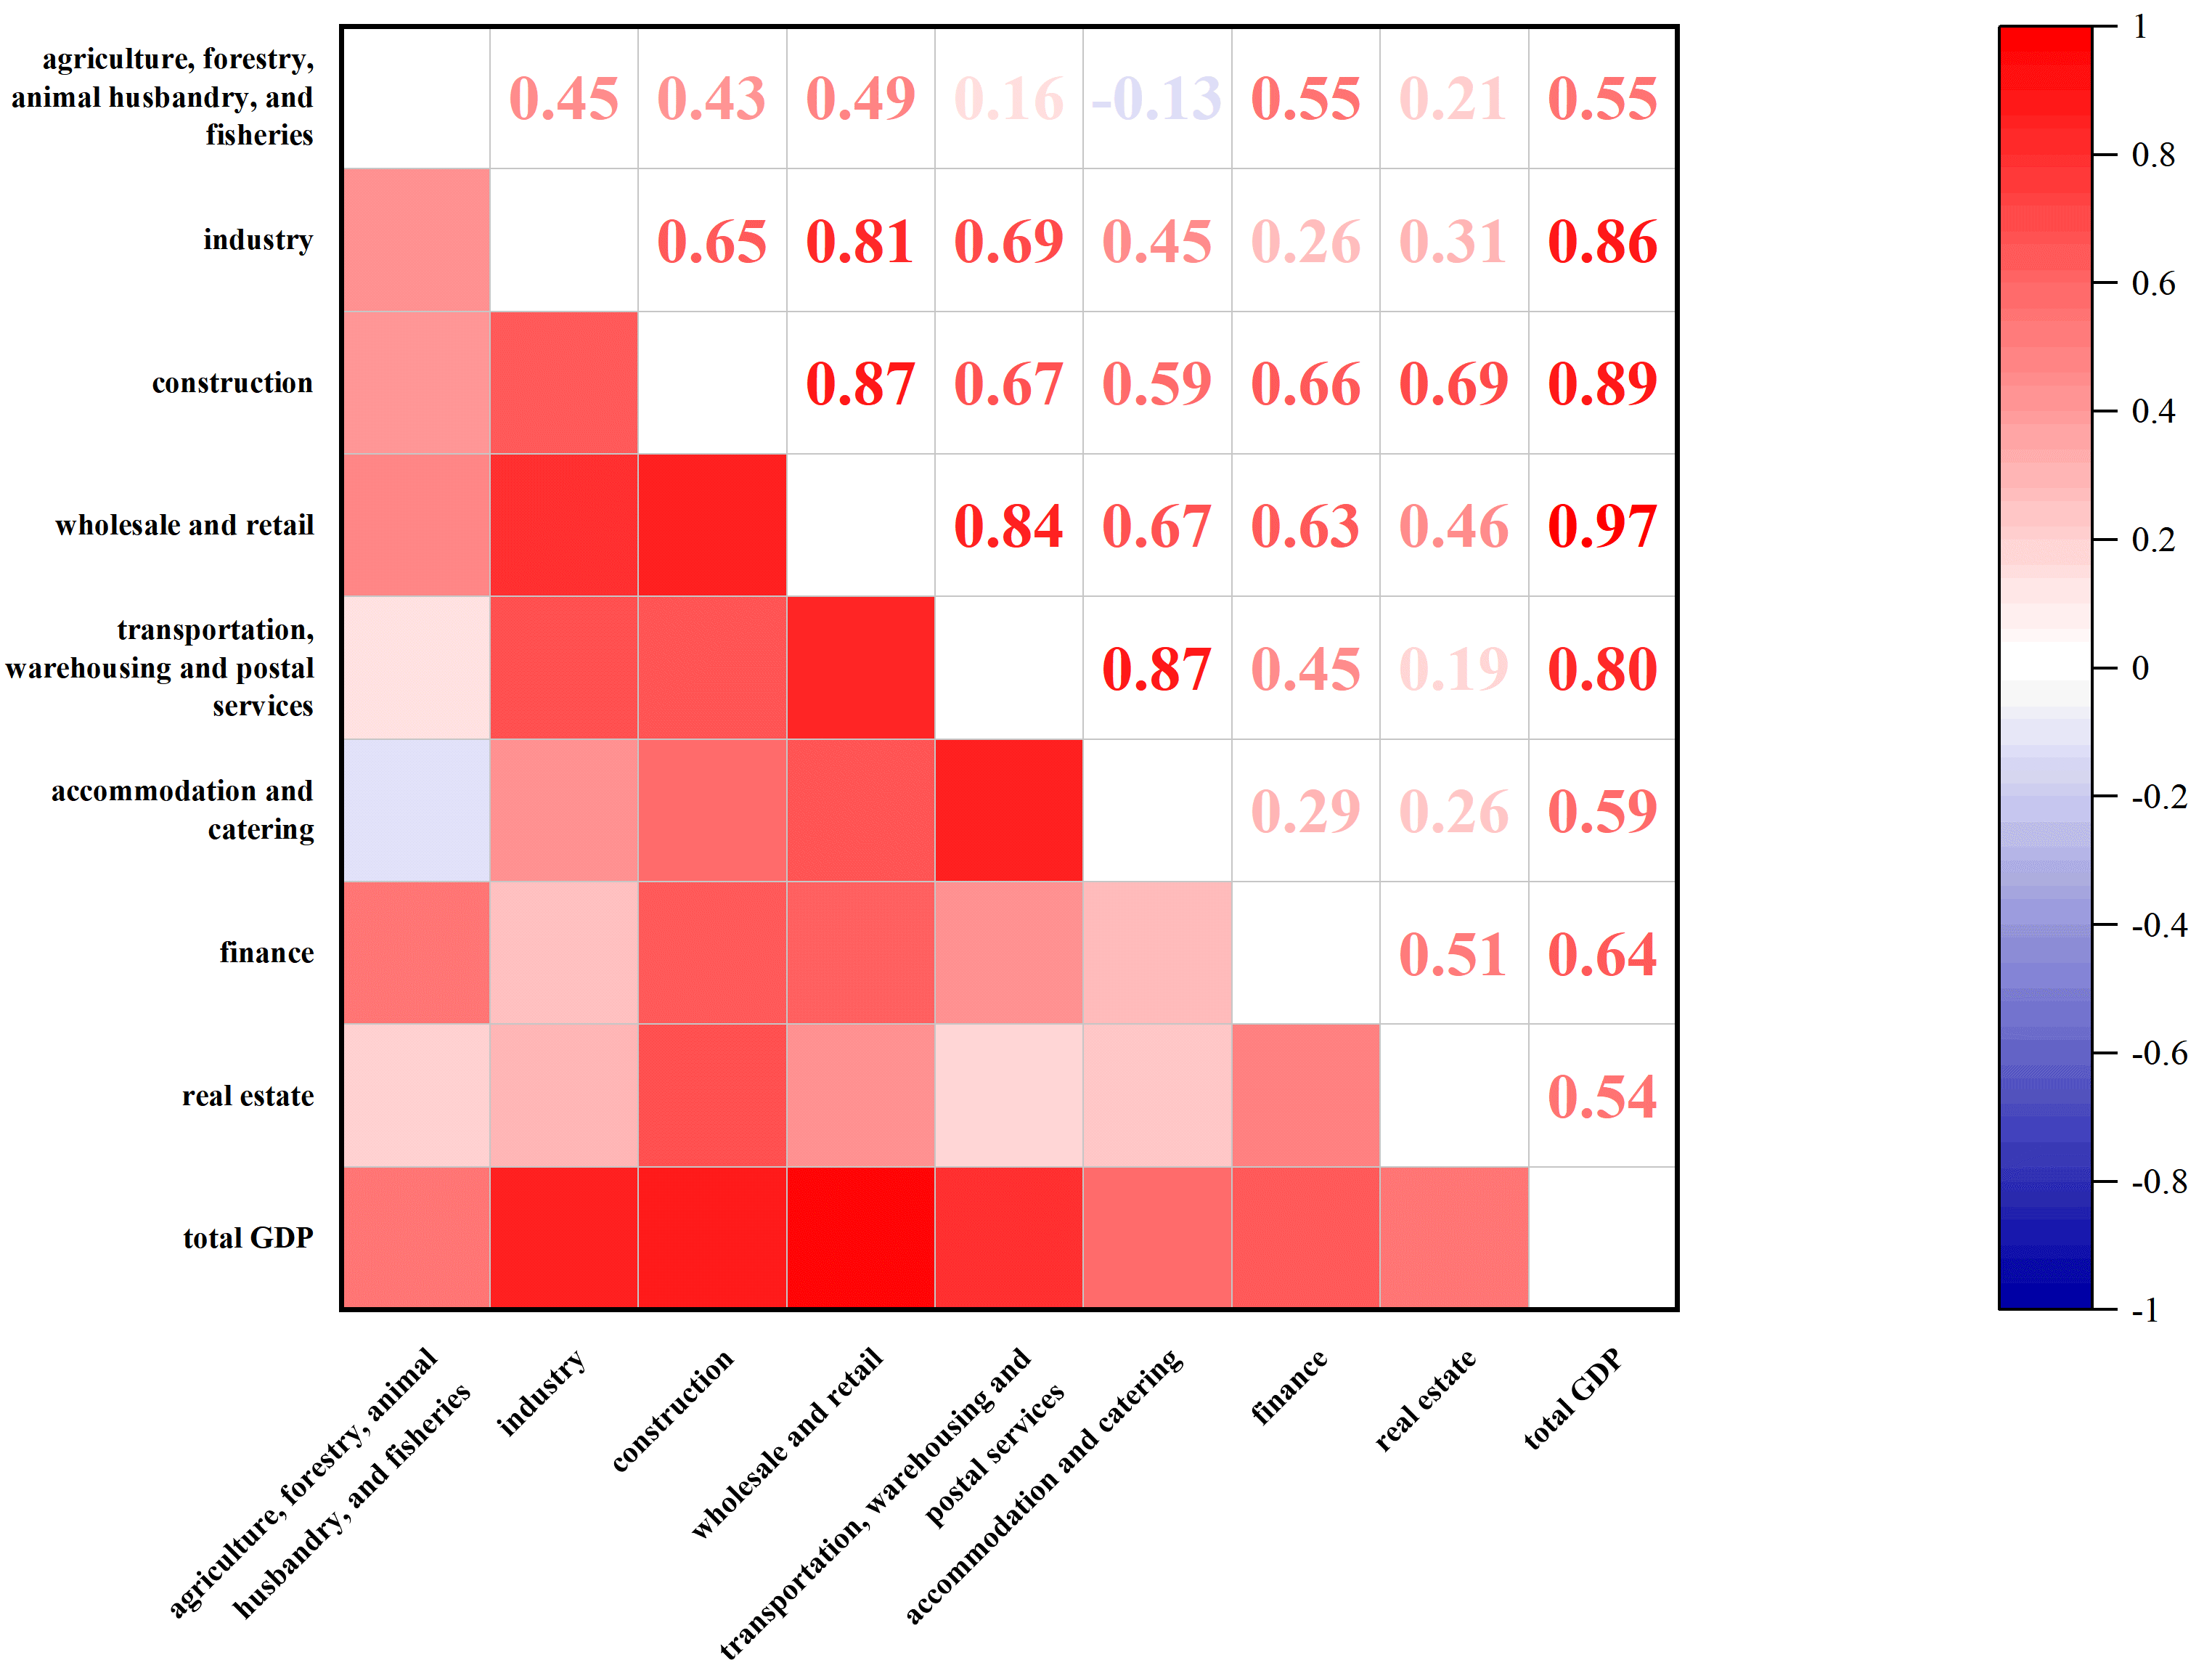 agriculture, forestry,
animal husbandry, and
fisheries
0.45 0.43 0.49 0.16 -0.13 0.55 0.21 0.55
industry
0.65 0.81 0.69 0.45 0.26 0.31 0.86
construction
0.87 0.67 0.59 0.66 0.69 0.89
wholesale and retail
0.84 0.67 0.63 0.46 0.97
transportation,
warehousing and postal
services
0.87 0.45 0.19 0.80
accommodation and
catering
0.29 0.26 0.59
finance
0.51 0.64
real estate
0.54
total GDP
agriculture, forestry, animal
husbandry, and fisheries
industry
construction
wholesale and retail
transportation, warehousing and
postal services
accommodation and catering
finance
real estate
total GDP
1
0.8
0.6
0.4
0.2
0
-0.2
-0.4
-0.6
-0.8
-1